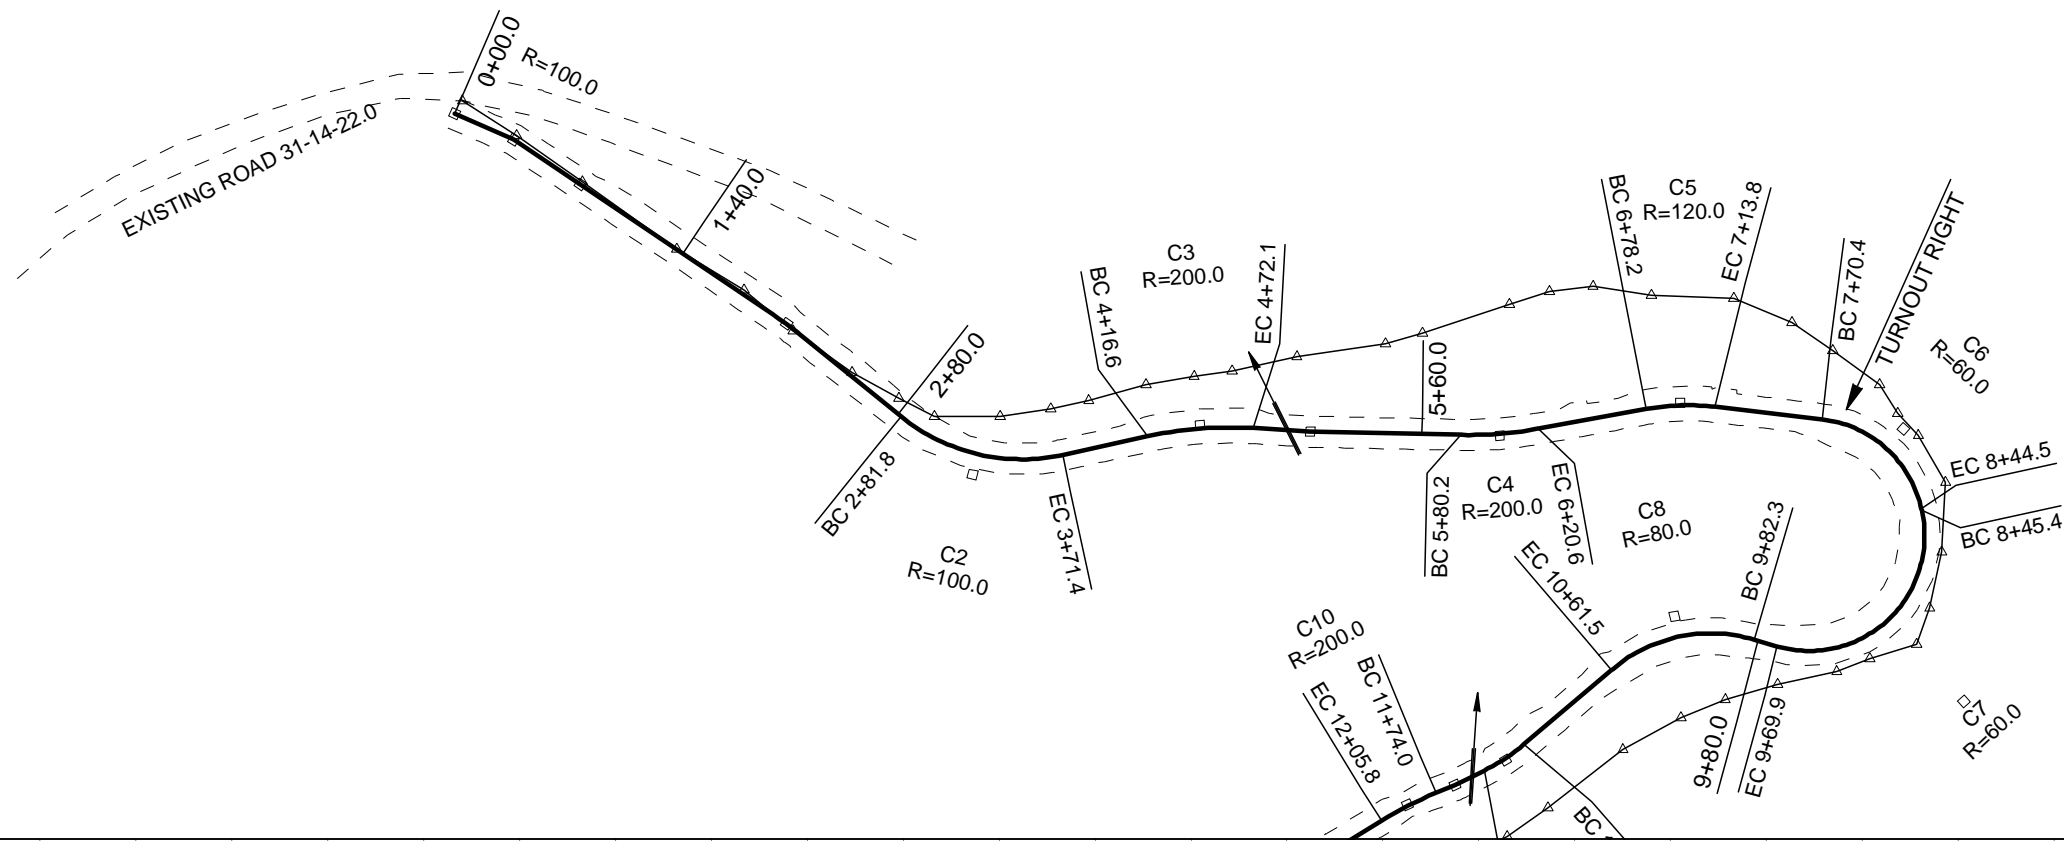 0+00.0
R=100.0
EXISTING ROAD 31-14-22.0
1+40.0
2+80.0
BC 2+81.8
C2
R=100.0
EC 3+71.4
BC 4+16.6
C3
R=200.0
EC 4+72.1
5+60.0
BC 5+80.2
C4
R=200.0
EC 6+20.6
BC 6+78.2
C5
R=120.0
EC 7+13.8
BC 7+70.4
TURNOUT RIGHT
C6
R=60.0
EC 8+44.5
BC 8+45.4
C7
R=60.0
EC 9+69.9
9+80.0
BC 9+82.3
C8
R=80.0
EC 10+61.5
BC
BC 11+74.0
C10
R=200.0
EC 12+05.8